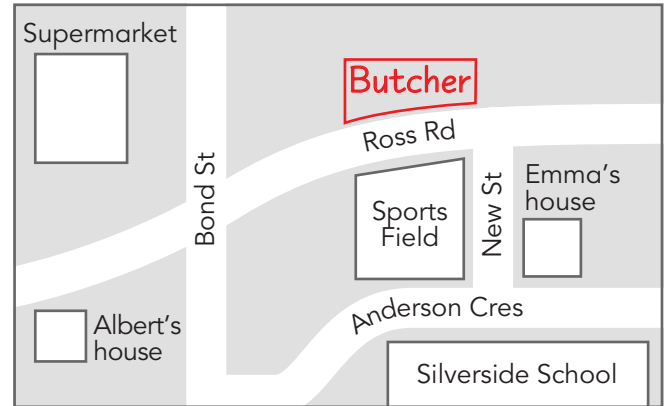 Supermarket
Butcher
Ross Rd
Bond St
Sports
Field
New St
Emma's
house
Albert's
house
Anderson Cres
Silverside School